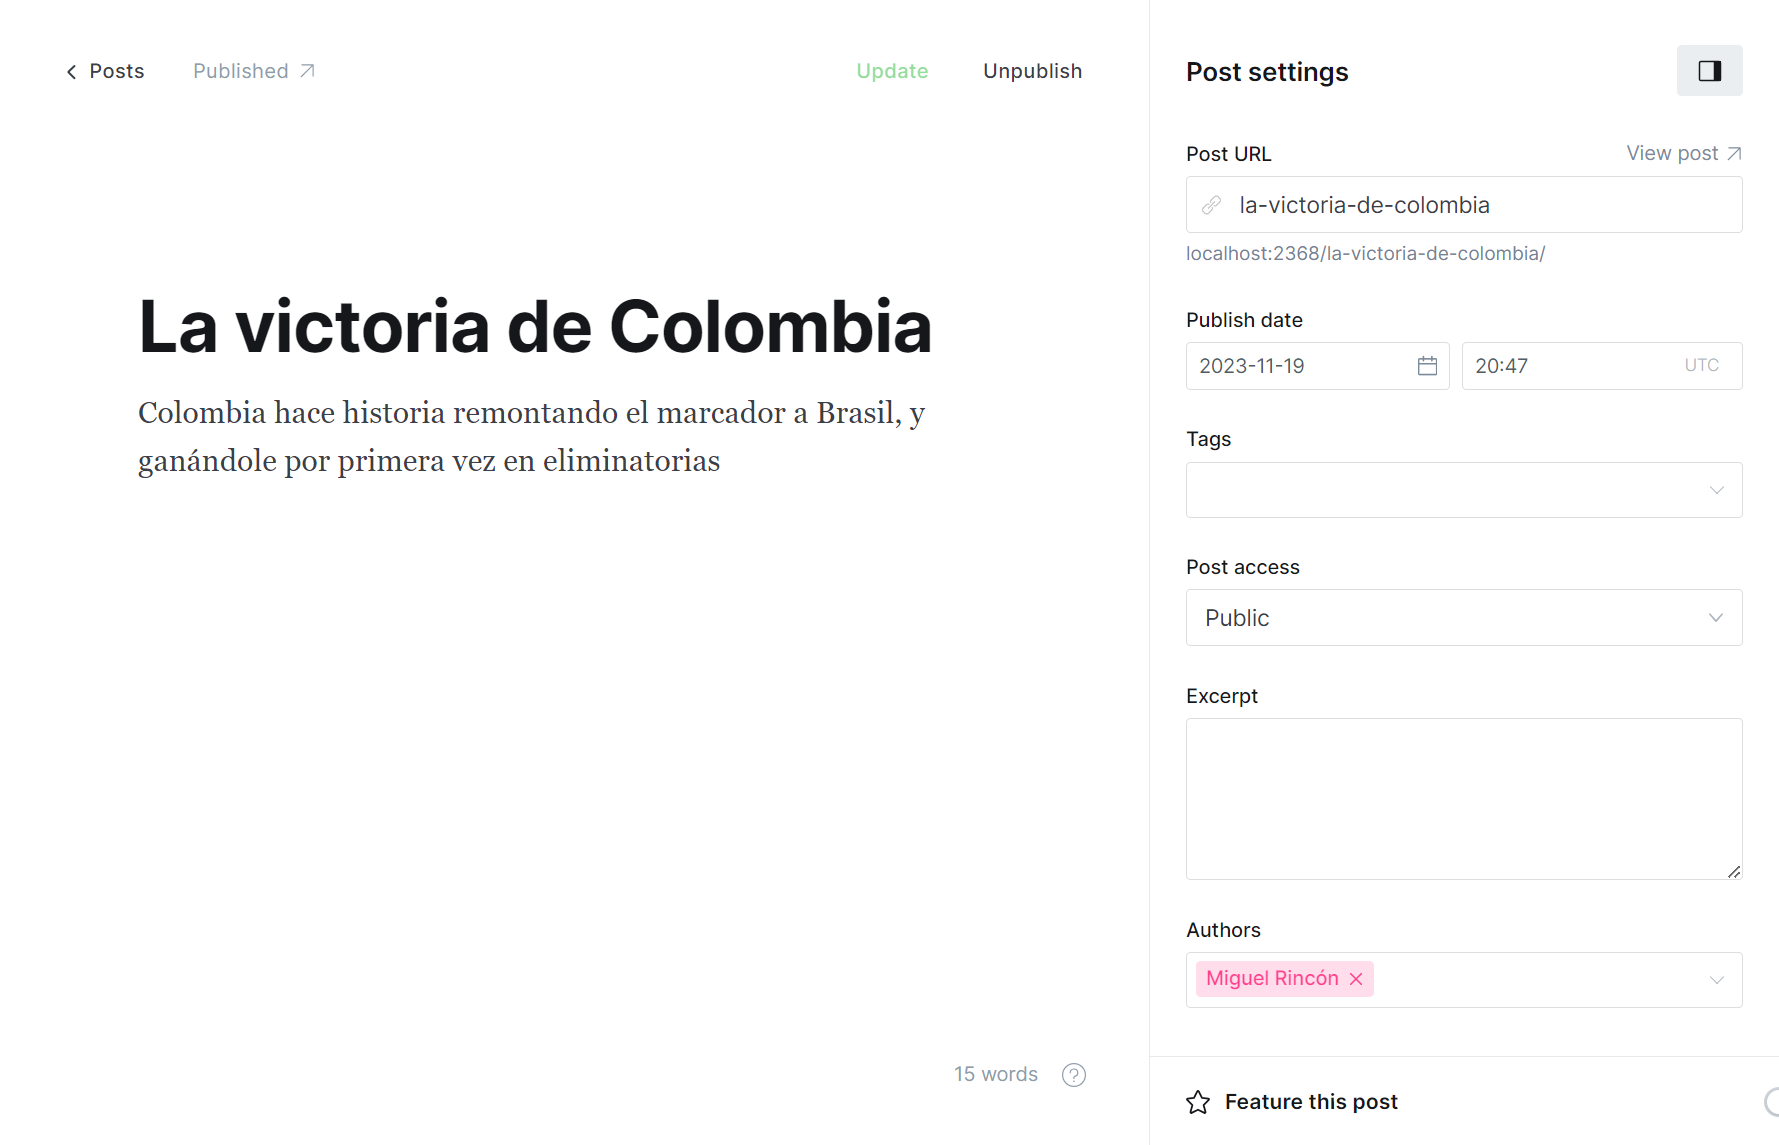 Posts
Published
Update
Unpublish
La victoria de Colombia
Colombia hace historia remontando el marcador a Brasil, y
ganándole por primera vez en eliminatorias
15 words
?
Post settings
Post URL
View post
la-victoria-de-colombia
localhost:2368/la-victoria-de-colombia/
Publish date
2023-11-19
20:47
UTC
Tags
Post access
Public
Excerpt
Authors
Miguel Rincón
Feature this post